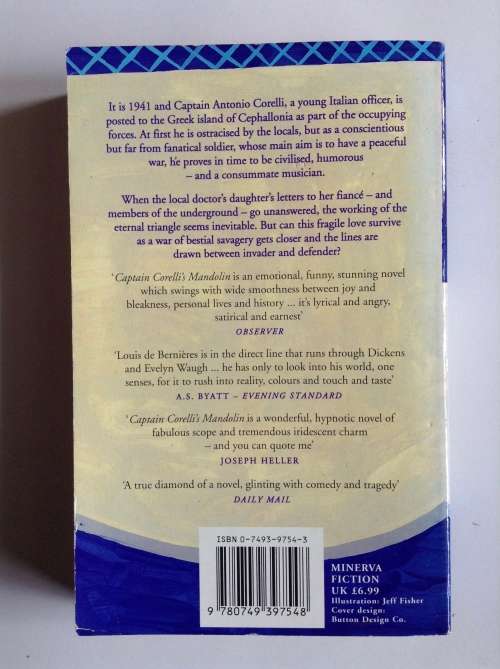 It is 1941 and Captain Antonio Corelli, a young Italian officer, is
posted to the Greek island of Cephallonia as part of the occupying
forces. At first he is ostracised by the locals, but as a conscientious
but far from fanatical soldier, whose main aim is to have a peaceful
war, he proves in time to be civilised, humorous
– and a consummate musician.
When the local doctor's daughter's letters to her fiancé – and
members of the underground – go unanswered, the working of the
eternal triangle seems inevitable. But can this fragile love survive
as a war of bestial savagery gets closer and the lines are
drawn between invader and defender?
'Captain Corelli's Mandolin is an emotional, funny, stunning novel
which swings with wide smoothness between joy and
bleakness, personal lives and history ... it's lyrical and angry,
satirical and earnest'
OBSERVER
'Louis de Bernières is in the direct line that runs through Dickens
and Evelyn Waugh ... he has only to look into his world, one
senses, for it to rush into reality, colours and touch and taste'
A.S. BYATT – EVENING STANDARD
'Captain Corelli's Mandolin is a wonderful, hypnotic novel of
fabulous scope and tremendous iridescent charm
– and you can quote me'
JOSEPH HELLER
'A true diamond of a novel, glinting with comedy and tragedy'
DAILY MAIL
ISBN 0-7493-9754-3
9 780749 397548
MINERVA
FICTION
UK £6.99
Illustration: Jeff Fisher
Cover design:
Button Design Co.